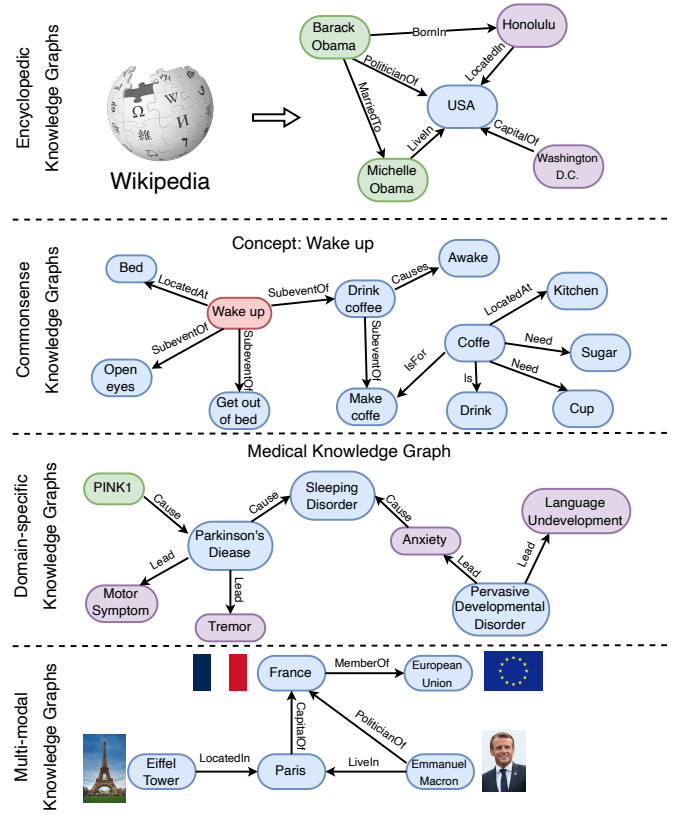 Encyclopedic
Knowledge Graphs
Ω
W
И
維
Wikipedia
Barack
Obama
BornIn
Honolulu
PoliticianOf
LocatedIn
MarriedTo
USA
LiveIn
CapitalOf
Michelle
Obama
Washington
D.C.
Commonsense
Knowledge Graphs
Concept: Wake up
Bed
LocatedAt
Wake up
SubeventOf
Drink
coffee
Causes
Awake
SubeventOf
Open
eyes
SubeventOf
Get out
of bed
SubeventOf
Make
coffe
IsFor
Coffe
LocatedAt
Kitchen
Need
Sugar
Need
Cup
Is
Drink
Domain-specific
Knowledge Graphs
Medical Knowledge Graph
PINK1
Cause
Parkinson's
Diease
Cause
Sleeping
Disorder
Cause
Anxiety
Language
Undevelopment
Lead
Motor
Symptom
Lead
Tremor
Lead
Lead
Pervasive
Developmental
Disorder
Multi-modal
Knowledge Graphs
France
MemberOf
European
Union
CapitalOf
PoliticianOf
Eiffel
Tower
LocatedIn
Paris
LiveIn
Emmanuel
Macron